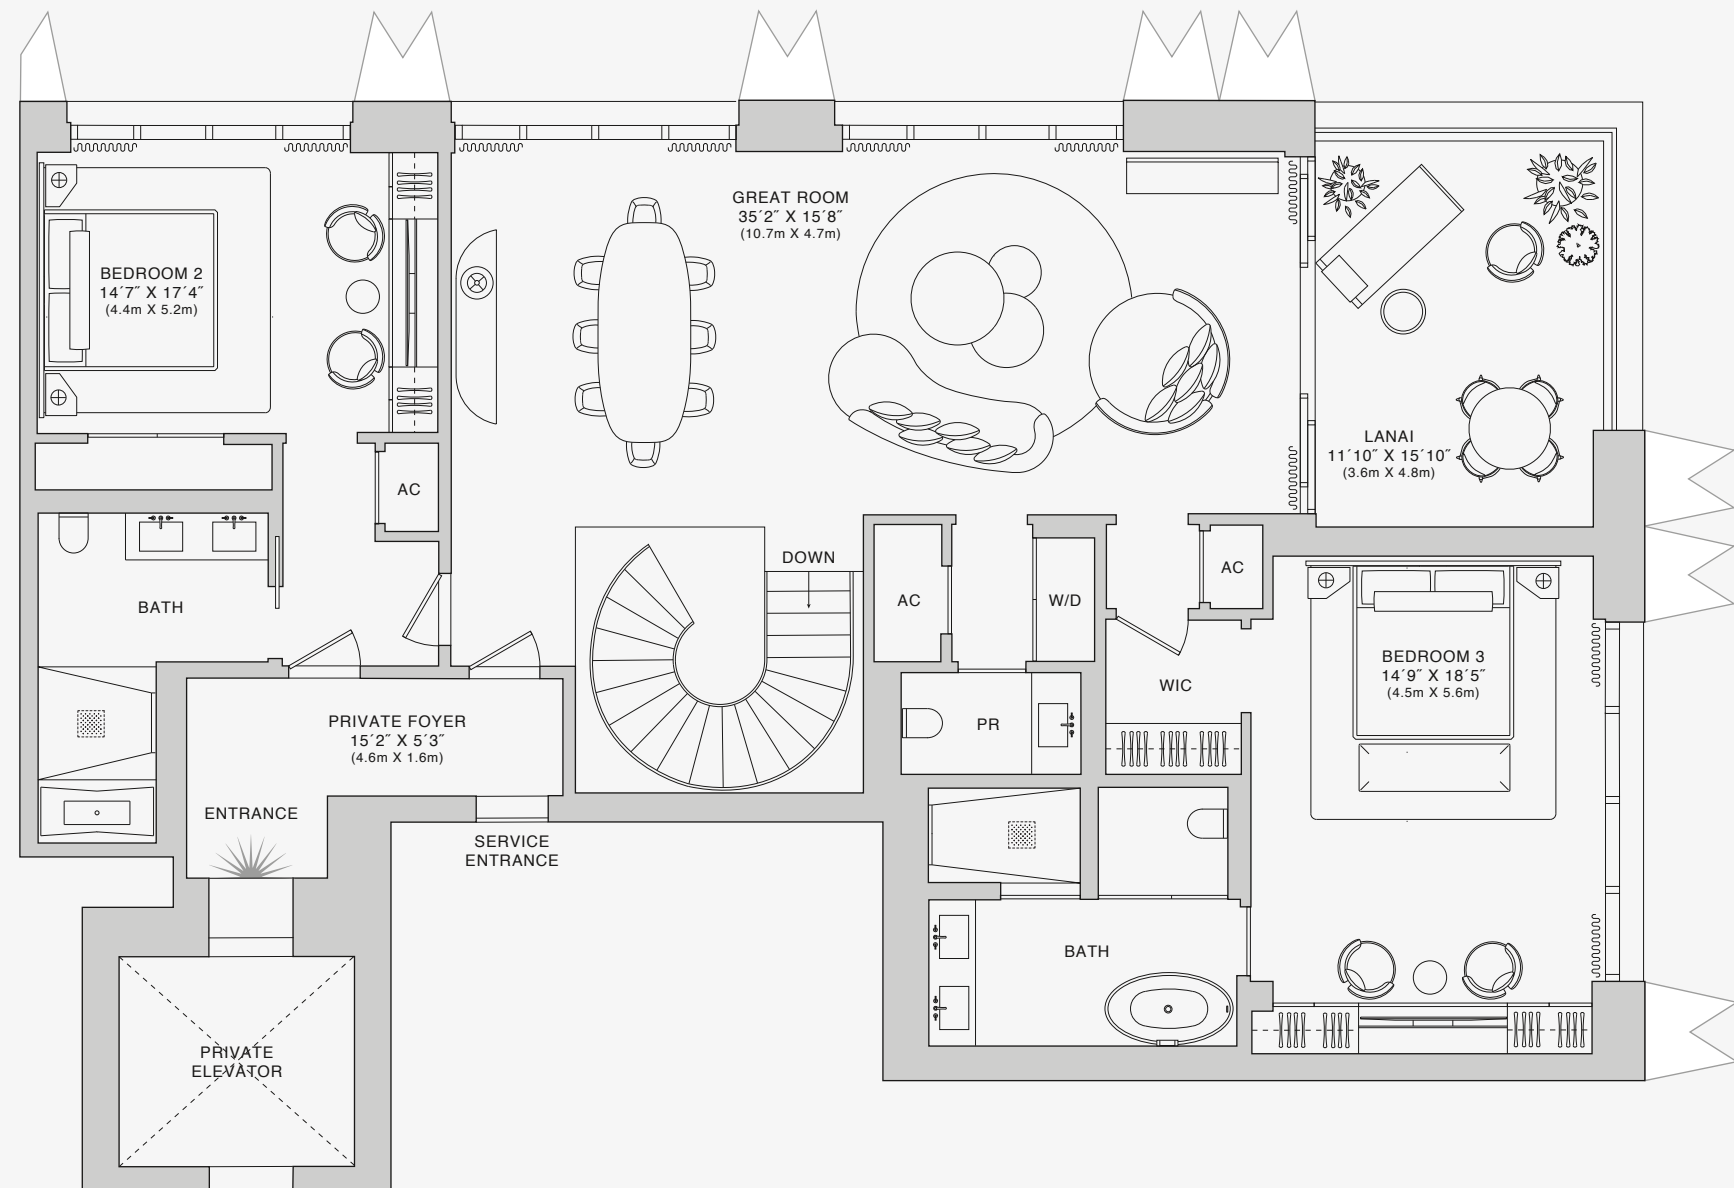 GREAT ROOM
35´2˝ X 15´8˝
(10.7m X 4.7m)
BEDROOM 2
14´7˝ X 17´4˝
(4.4m X 5.2m)
LANAI
11´10˝ X 15´10˝
(3.6m X 4.8m)
AC
DOWN
AC
BATH
AC
W/D
BEDROOM 3
14´9˝ X 18´5˝
(4.5m X 5.6m)
WIC
PRIVATE FOYER
15´2˝ X 5´3˝
(4.6m X 1.6m)
PR
ENTRANCE
SERVICE
ENTRANCE
BATH
PRIVATE
ELEVATOR